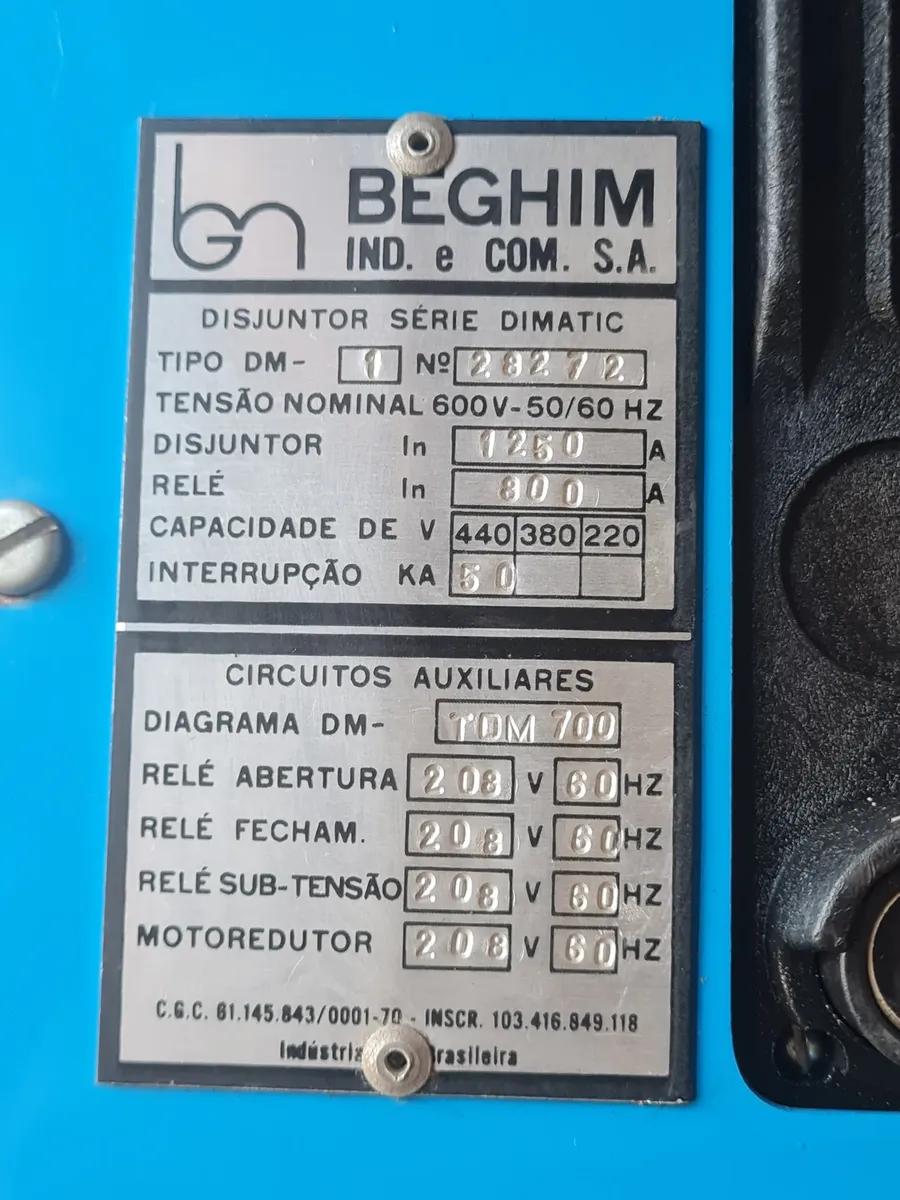 BEGHIM
IND. e COM. S.A.
DISJUNTOR SÉRIE DIMATIC
TIPO DM- 1 Nº 28272
TENSÃO NOMINAL 600V-50/60 HZ
DISJUNTOR In 1250 A
RELÉ In 800 A
CAPACIDADE DE V 440 380 220
INTERRUPÇÃO KA 50
CIRCUITOS AUXILIARES
DIAGRAMA DM- TDM 700
RELÉ ABERTURA 208 V 60 HZ
RELÉ FECHAM. 208 V 60 HZ
RELÉ SUB-TENSÃO 208 V 60 HZ
MOTOREDUTOR 208 V 60 HZ
C.G.C. 61.145.843/0001-70 - INSCR. 103.416.849.118
Indústria rasileira